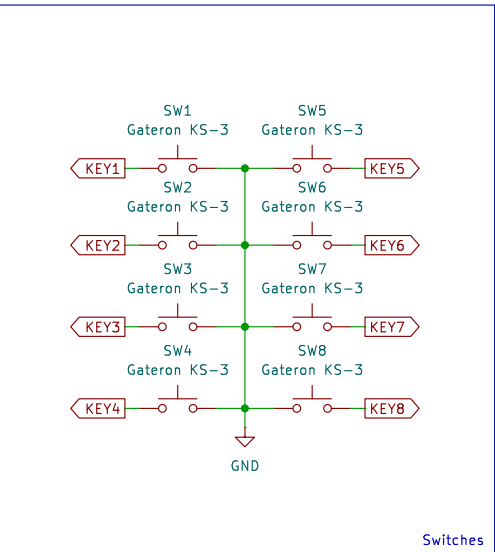 SW1 SW5
Gateron KS-3 Gateron KS-3
KEY1 KEY5
SW2 SW6
Gateron KS-3 Gateron KS-3
KEY2 KEY6
SW3 SW7
Gateron KS-3 Gateron KS-3
KEY3 KEY7
SW4 SW8
Gateron KS-3 Gateron KS-3
KEY4 KEY8
GND
Switches